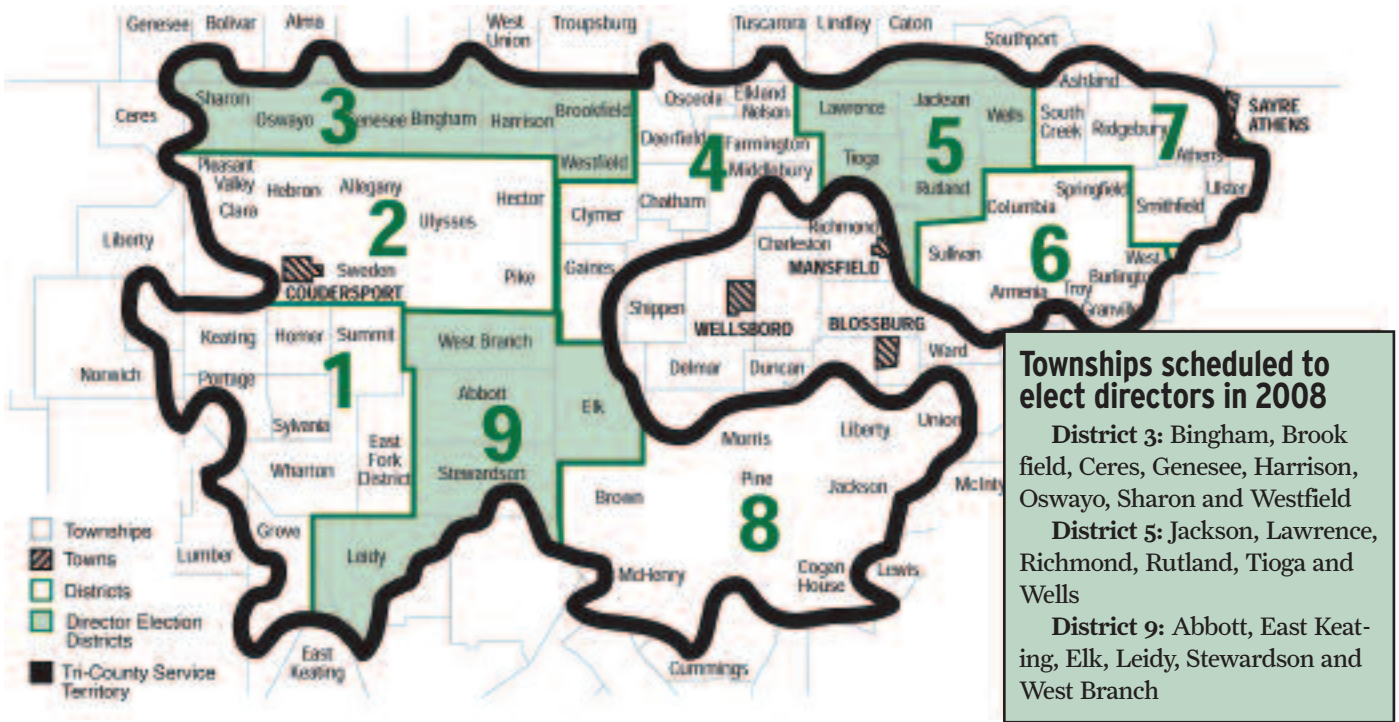 Genesee Bolivar Alma West Union Troupsburg Tuscarora Lindley Caton Southport
Ceres Sharon Oswayo 3 Genesee Bingham Harrison Brookfield Westfield
Osceola Elkland Nelson Deerfield Farmington 4 Middlebury Chatham Clymer Gaines
Lawrence Jackson Wells Tioga 5 Rutland
Ashland South Creek Ridgebury 7 Athens Ulster Smithfield
SAYRE
ATHENS
Pleasant Valley Clara Hebron Allegany 2 Ulysses Hector Pike
Sweden
COUDERSPORT
Liberty
Richmond
Charleston
MANSFIELD
Shippen WELLSBORO BLOSSBURG
Delmar Duncan Ward
Springfield Columbia Sullivan 6 West Burlington Armenia Troy Granville
Norwich Keating Homer Summit
Portage 1
Sylvania
Wharton East Fork District
Grove
Lumber
West Branch
Abbott 9 Elk
Stewardson
Leidy
East Keating
Morris Liberty Union
Brown Pine Jackson
8
McHenry Cogan House Lewis
McInty
Cummings
Townships
Towns
Districts
Director Election
Districts
Tri-County Service
Territory
Townships scheduled to
elect directors in 2008
District 3: Bingham, Brook
field, Ceres, Genesee, Harrison,
Oswayo, Sharon and Westfield
District 5: Jackson, Lawrence,
Richmond, Rutland, Tioga and
Wells
District 9: Abbott, East Keat-
ing, Elk, Leidy, Stewardson and
West Branch